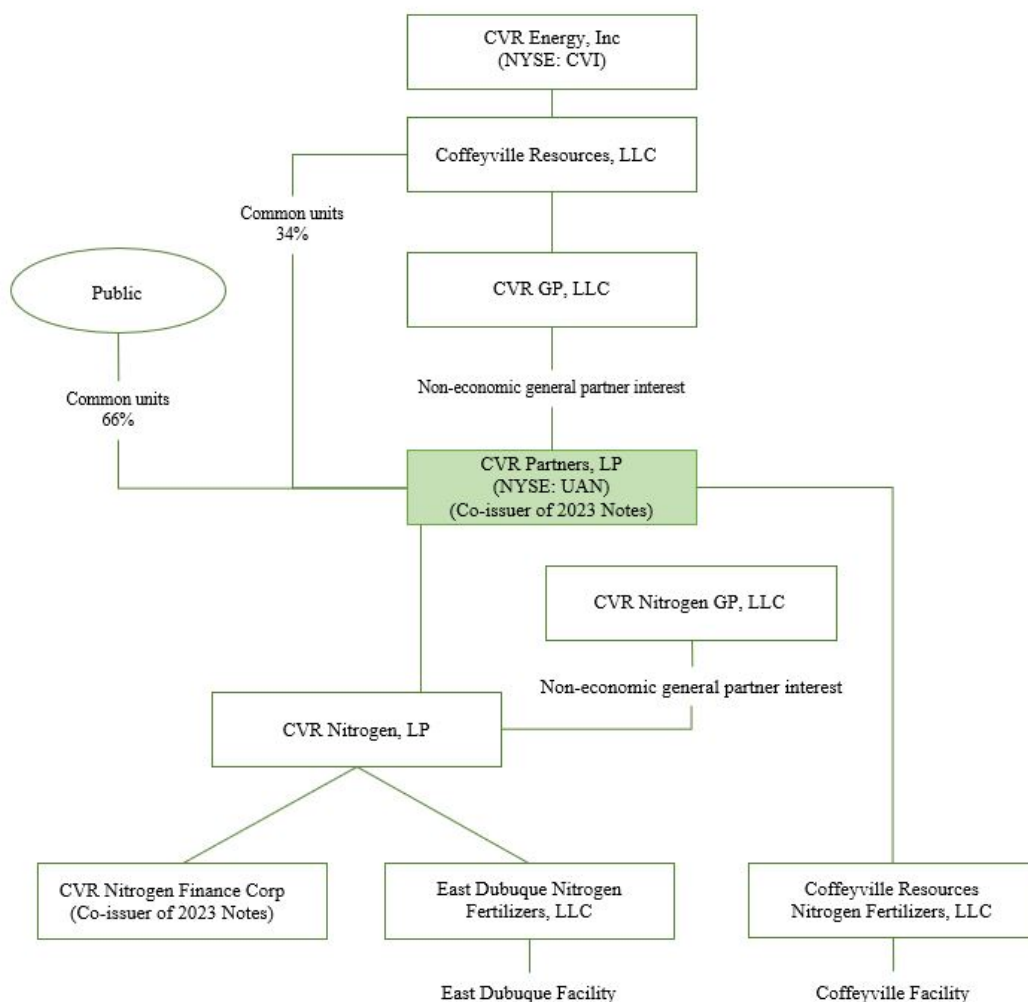 CVR Energy, Inc
(NYSE: CVI)
Coffeyville Resources, LLC
Common units
34%
CVR GP, LLC
Public
Non-economic general partner interest
Common units
66%
CVR Partners, LP
(NYSE: UAN)
(Co-issuer of 2023 Notes)
CVR Nitrogen GP, LLC
Non-economic general partner interest
CVR Nitrogen, LP
CVR Nitrogen Finance Corp
(Co-issuer of 2023 Notes)
East Dubuque Nitrogen
Fertilizers, LLC
Coffeyville Resources
Nitrogen Fertilizers, LLC
East Dubuque Facility
Coffeyville Facility